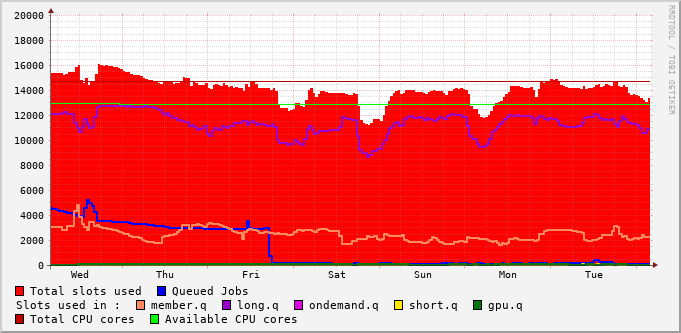 20000
18000
16000
14000
12000
10000
8000
6000
4000
2000
0
Wed Thu Fri Sat Sun Mon Tue
Total slots used Queued Jobs
Slots used in : member.q long.q ondemand.q short.q gpu.q
Total CPU cores Available CPU cores
RRDTOOL / TOBI OETIKER